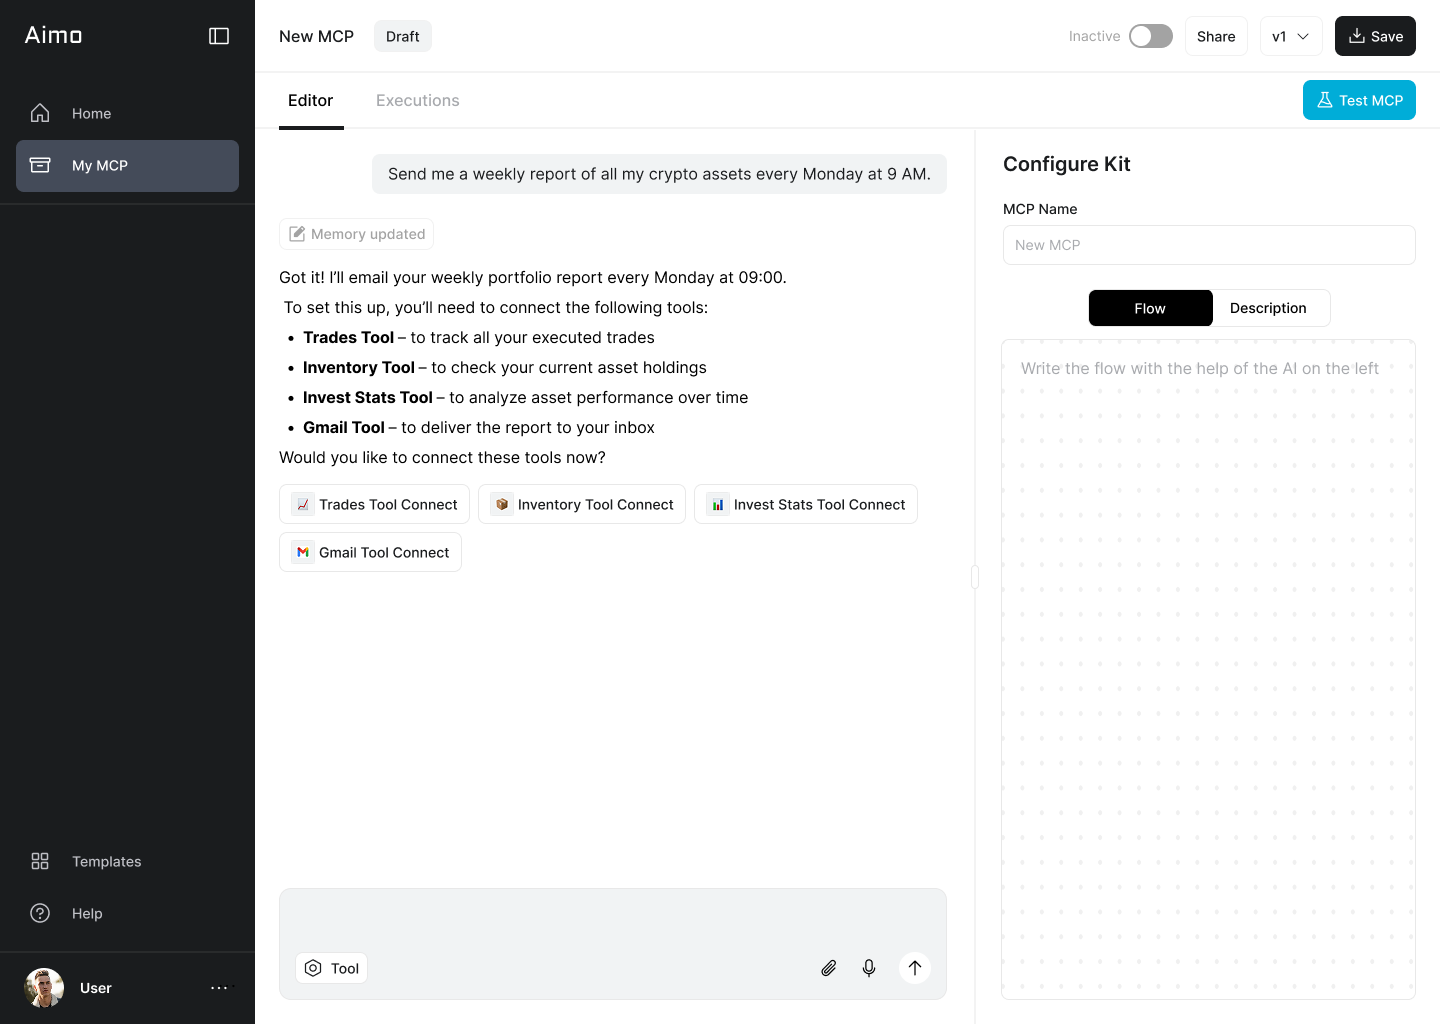 Aimo
Home
My MCP
Templates
Help
User
New MCP
Draft
Inactive
Share
v1
Save
Editor
Executions
Test MCP
Send me a weekly report of all my crypto assets every Monday at 9 AM.
Memory updated
Got it! I’ll email your weekly portfolio report every Monday at 09:00.
To set this up, you’ll need to connect the following tools:
• Trades Tool – to track all your executed trades
• Inventory Tool – to check your current asset holdings
• Invest Stats Tool – to analyze asset performance over time
• Gmail Tool – to deliver the report to your inbox
Would you like to connect these tools now?
Trades Tool Connect
Inventory Tool Connect
Invest Stats Tool Connect
Gmail Tool Connect
Tool
Configure Kit
MCP Name
New MCP
Flow
Description
Write the flow with the help of the AI on the left